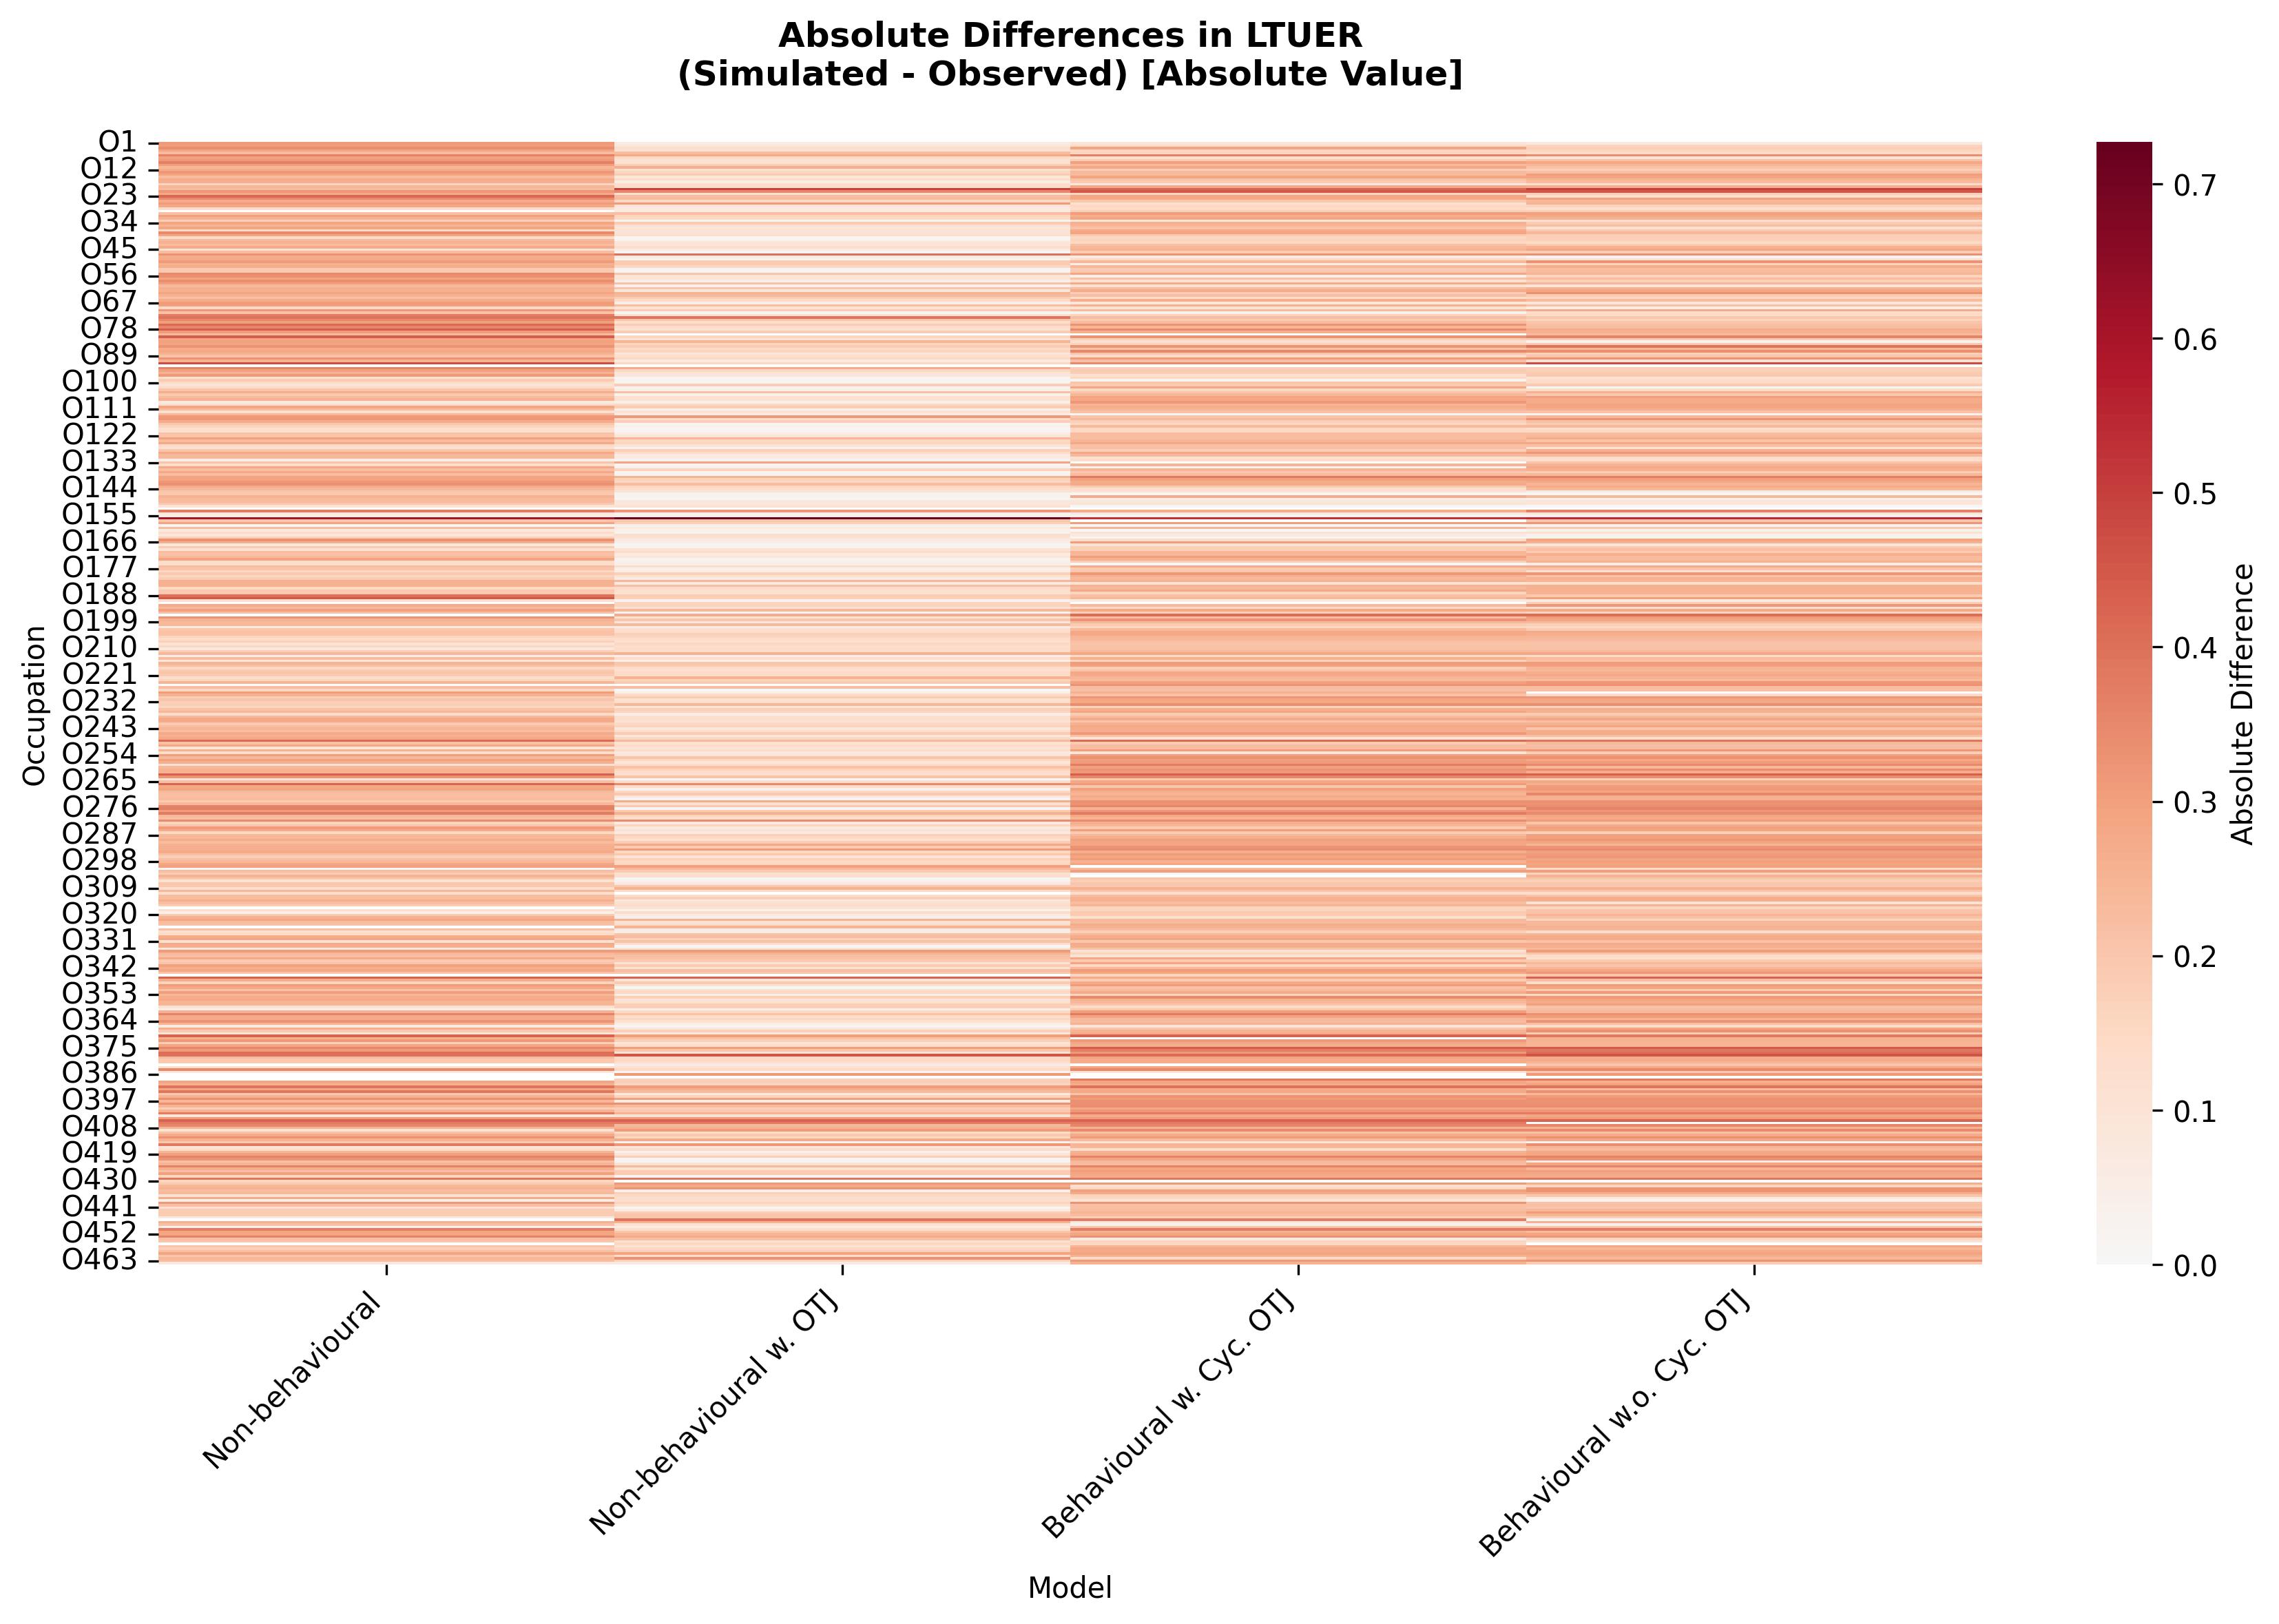 Absolute Differences in LTUER
(Simulated - Observed) [Absolute Value]
Occupation
O1
O12
O23
O34
O45
O56
O67
O78
O89
O100
O111
O122
O133
O144
O155
O166
O177
O188
O199
O210
O221
O232
O243
O254
O265
O276
O287
O298
O309
O320
O331
O342
O353
O364
O375
O386
O397
O408
O419
O430
O441
O452
O463
Non-behavioural
Non-behavioural w. OTJ
Behavioural w. Cyc. OTJ
Behavioural w.o. Cyc. OTJ
Model
0.7
0.6
0.5
0.4
0.3
0.2
0.1
0.0
Absolute Difference